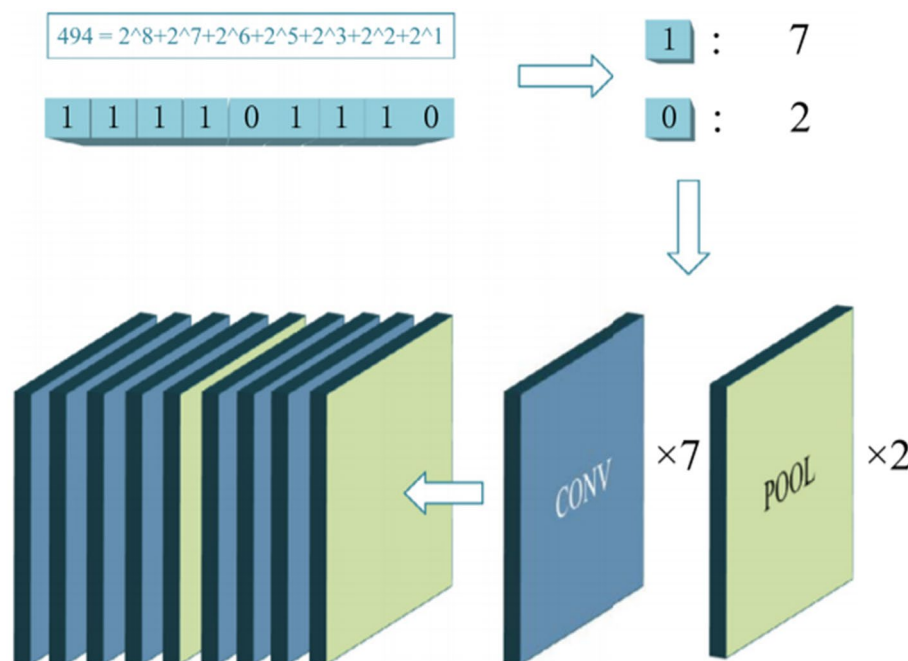 494 = 2^8+2^7+2^6+2^5+2^3+2^2+2^1
1 : 7
1 1 1 1 0 1 1 1 0
0 : 2
CONV
×7
POOL
×2